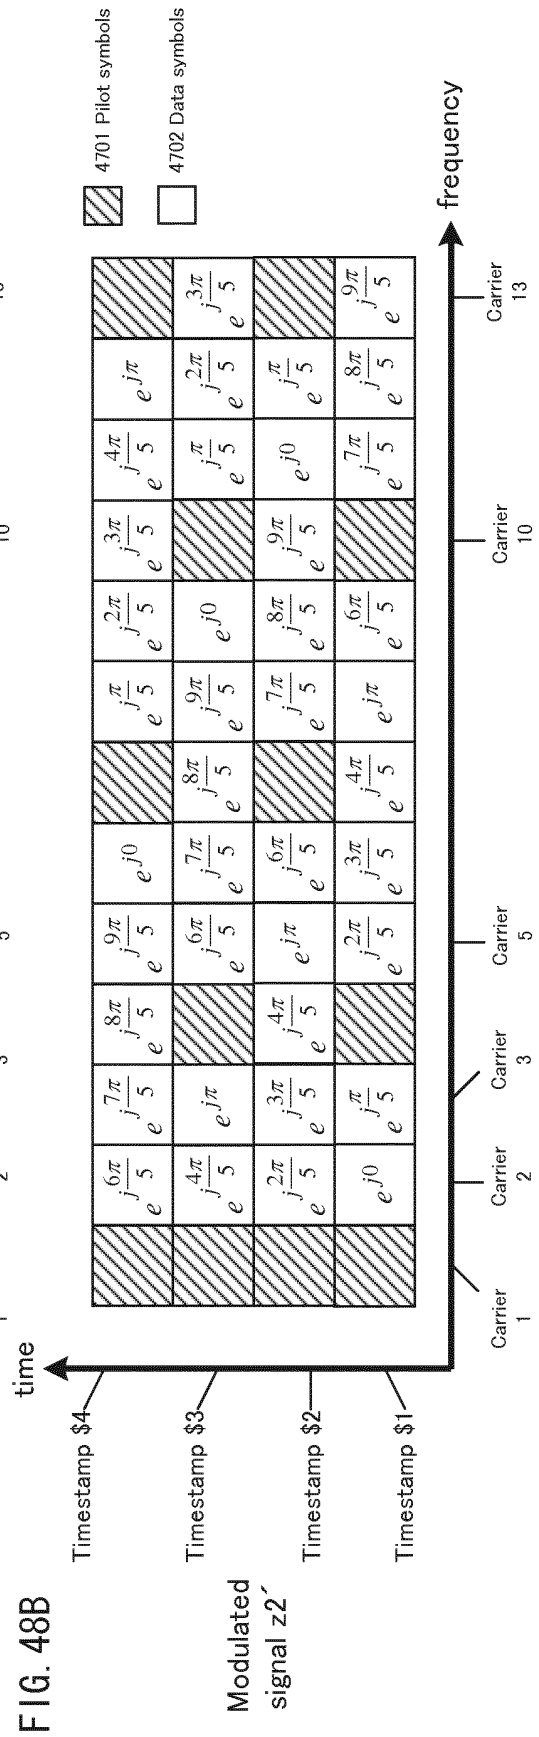 FIG. 48B
4701 Pilot symbols
4702 Data symbols
Modulated
signal z2´
time
Timestamp $4
e^{j6π/5} e^{j7π/5} e^{j8π/5} e^{j9π/5} e^{j0} e^{jπ/5} e^{j2π/5} e^{j3π/5} e^{j4π/5} e^{jπ}
Timestamp $3
e^{j4π/5} e^{jπ} e^{j6π/5} e^{j7π/5} e^{j8π/5} e^{j9π/5} e^{j0} e^{jπ/5} e^{j2π/5} e^{j3π/5}
Timestamp $2
e^{j2π/5} e^{j3π/5} e^{j4π/5} e^{jπ} e^{j6π/5} e^{j7π/5} e^{j8π/5} e^{j9π/5} e^{j0} e^{jπ/5}
Timestamp $1
e^{j0} e^{jπ/5} e^{j2π/5} e^{j3π/5} e^{j4π/5} e^{jπ} e^{j6π/5} e^{j7π/5} e^{j8π/5} e^{j9π/5}
frequency
Carrier
1
Carrier
2
Carrier
3
Carrier
5
Carrier
10
Carrier
13